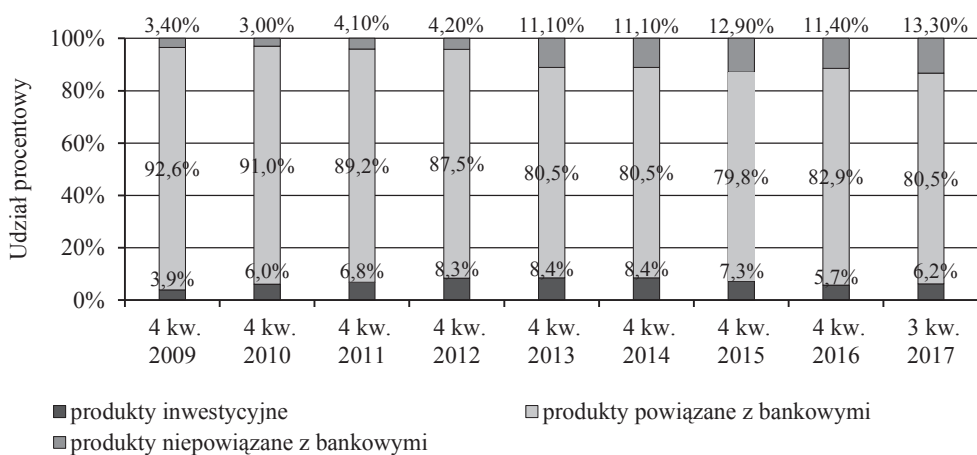 3,40% 3,00% 4,10% 4,20% 11,10% 11,10% 12,90% 11,40% 13,30%
100%
80%
60%
40%
20%
0%
Udział procentowy
92,6% 91,0% 89,2% 87,5% 80,5% 80,5% 79,8% 82,9% 80,5%
3,9% 6,0% 6,8% 8,3% 8,4% 8,4% 7,3% 5,7% 6,2%
4 kw. 4 kw. 4 kw. 4 kw. 4 kw. 4 kw. 4 kw. 4 kw. 3 kw.
2009 2010 2011 2012 2013 2014 2015 2016 2017
produkty inwestycyjne produkty powiązane z bankowymi
produkty niepowiązane z bankowymi